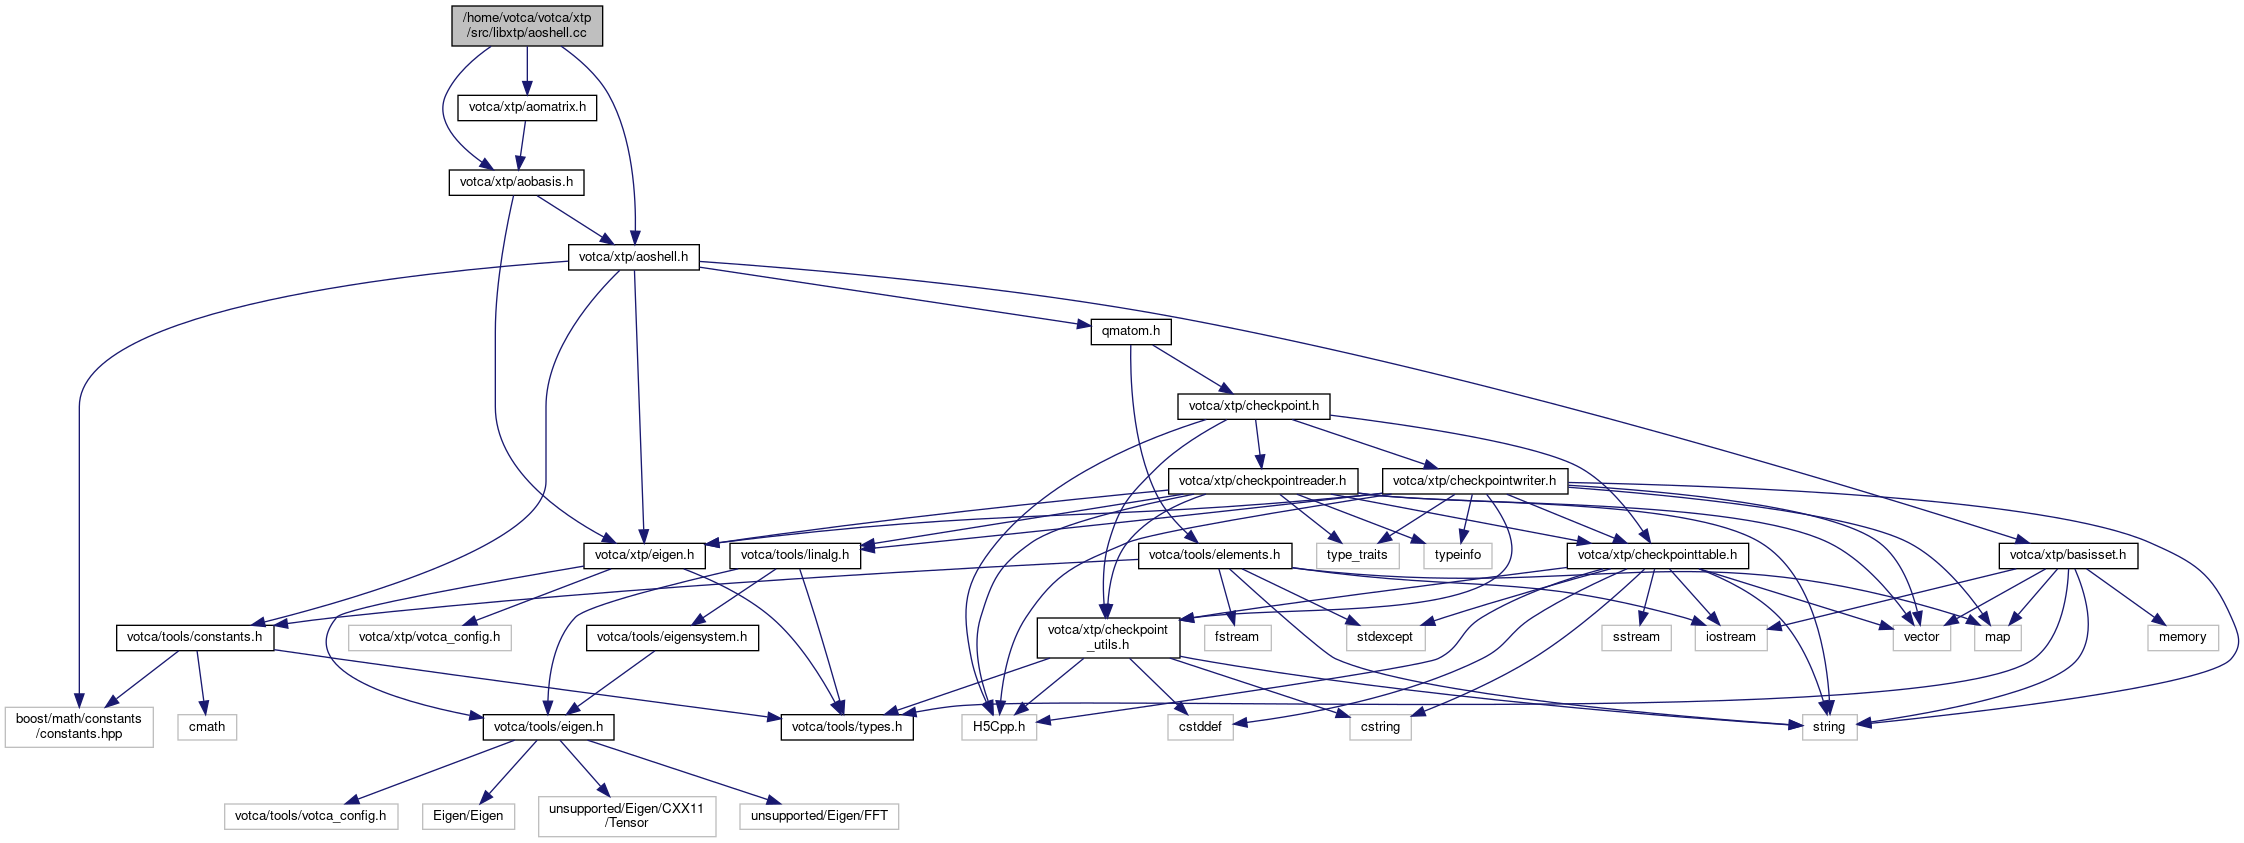 /home/votca/votca/xtp
/src/libxtp/aoshell.cc
votca/xtp/aomatrix.h
votca/xtp/aobasis.h
votca/xtp/aoshell.h
qmatom.h
votca/xtp/checkpoint.h
votca/xtp/checkpointreader.h
votca/xtp/checkpointwriter.h
votca/xtp/eigen.h
votca/tools/linalg.h
votca/tools/elements.h
type_traits
typeinfo
votca/xtp/checkpointtable.h
votca/xtp/basisset.h
votca/tools/constants.h
votca/xtp/votca_config.h
votca/tools/eigensystem.h
votca/xtp/checkpoint
_utils.h
fstream
stdexcept
sstream
iostream
vector
map
memory
boost/math/constants
/constants.hpp
cmath
votca/tools/eigen.h
votca/tools/types.h
H5Cpp.h
cstddef
cstring
string
votca/tools/votca_config.h
Eigen/Eigen
unsupported/Eigen/CXX11
/Tensor
unsupported/Eigen/FFT